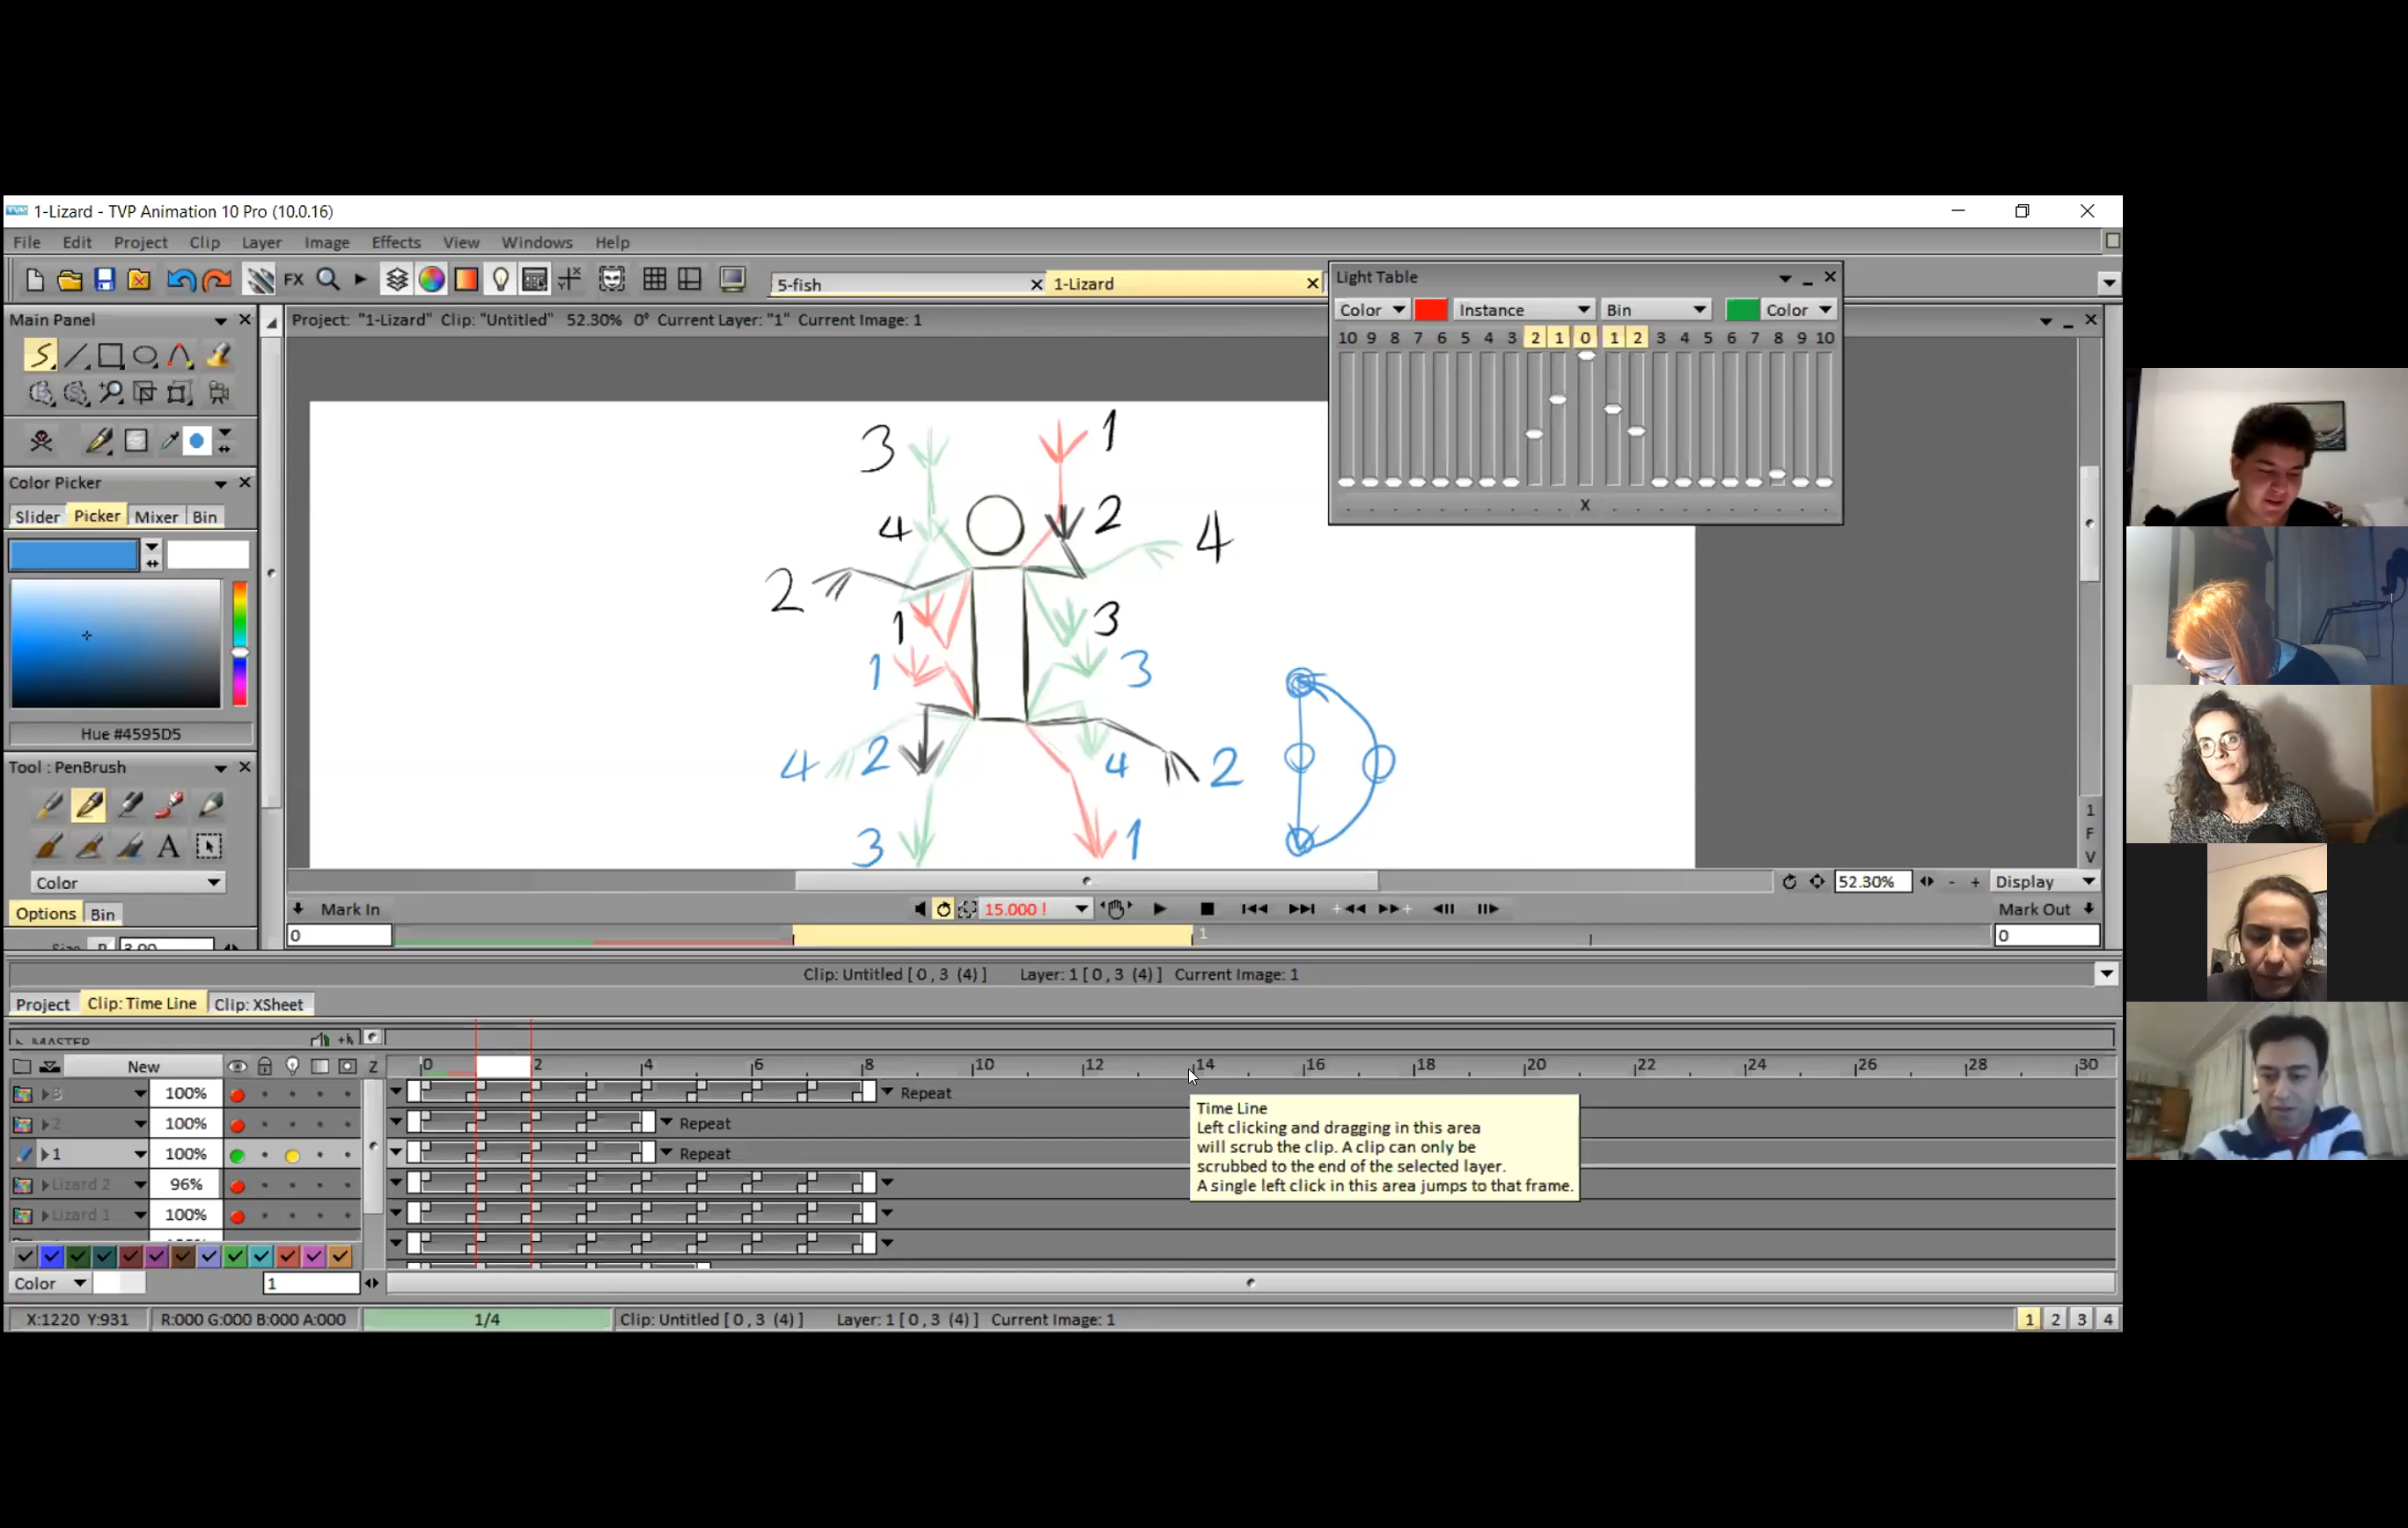 1-Lizard - TVP Animation 10 Pro (10.0.16)
File Edit Project Clip Layer Image Effects View Windows Help
FX 5-fish 1-Lizard
Light Table
Color Instance Bin Color
10 9 8 7 6 5 4 3 2 1 0 1 2 3 4 5 6 7 8 9 10
X
Main Panel
Project: "1-Lizard" Clip: "Untitled" 52.30% 0° Current Layer: "1" Current Image: 1
Color Picker
Slider Picker Mixer Bin
Hue #4595D5
Tool : PenBrush
A
Color
Options Bin
3 1
4 2 4
2
1 3
1 3
4 2 4 2
3 1
1
F
V
52.30% - + Display
Mark In 15.000 ! Mark Out
0 1 0
Clip: Untitled [ 0 , 3 (4) ] Layer: 1 [ 0 , 3 (4) ] Current Image: 1
Project Clip: Time Line Clip: XSheet
New Z 0 2 4 6 8 10 12 14 16 18 20 22 24 26 28 30
3 100% Repeat
2 100% Repeat
1 100% Repeat
Lizard 2 96%
Lizard 1 100%
Time Line
Left clicking and dragging in this area
will scrub the clip. A clip can only be
scrubbed to the end of the selected layer.
A single left click in this area jumps to that frame.
Color 1
X:1220 Y:931 R:000 G:000 B:000 A:000 1/4 Clip: Untitled [ 0 , 3 (4) ] Layer: 1 [ 0 , 3 (4) ] Current Image: 1 1 2 3 4